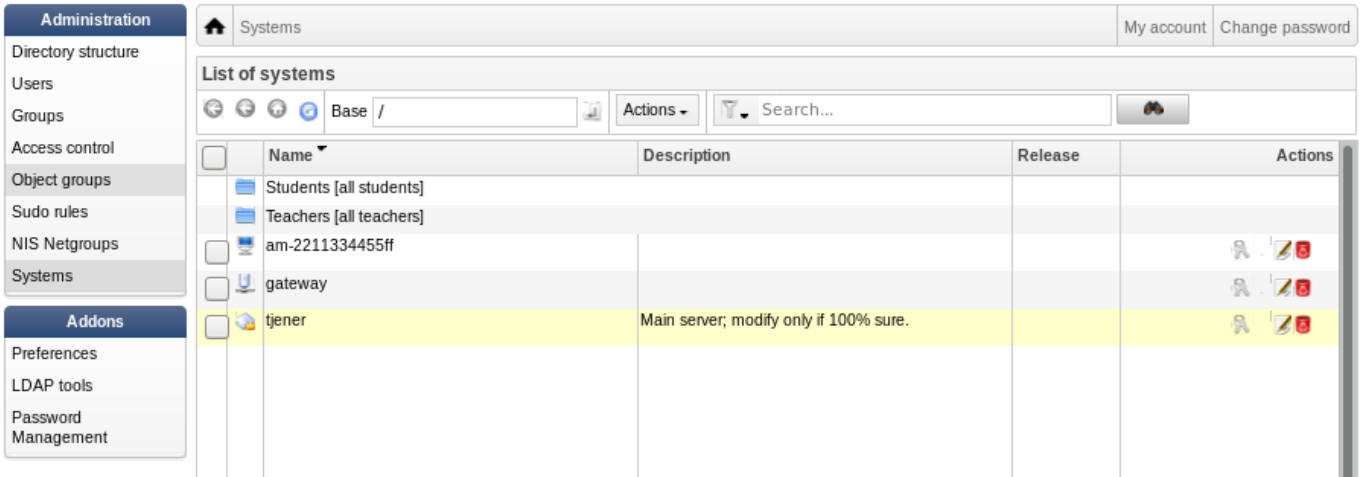 Administration
Directory structure
Users
Groups
Access control
Object groups
Sudo rules
NIS Netgroups
Systems
Addons
Preferences
LDAP tools
Password
Management
Systems
My account
Change password
List of systems
Base / Actions Search...
Name Description Release Actions
Students [all students]
Teachers [all teachers]
am-2211334455ff
gateway
tjener Main server; modify only if 100% sure.